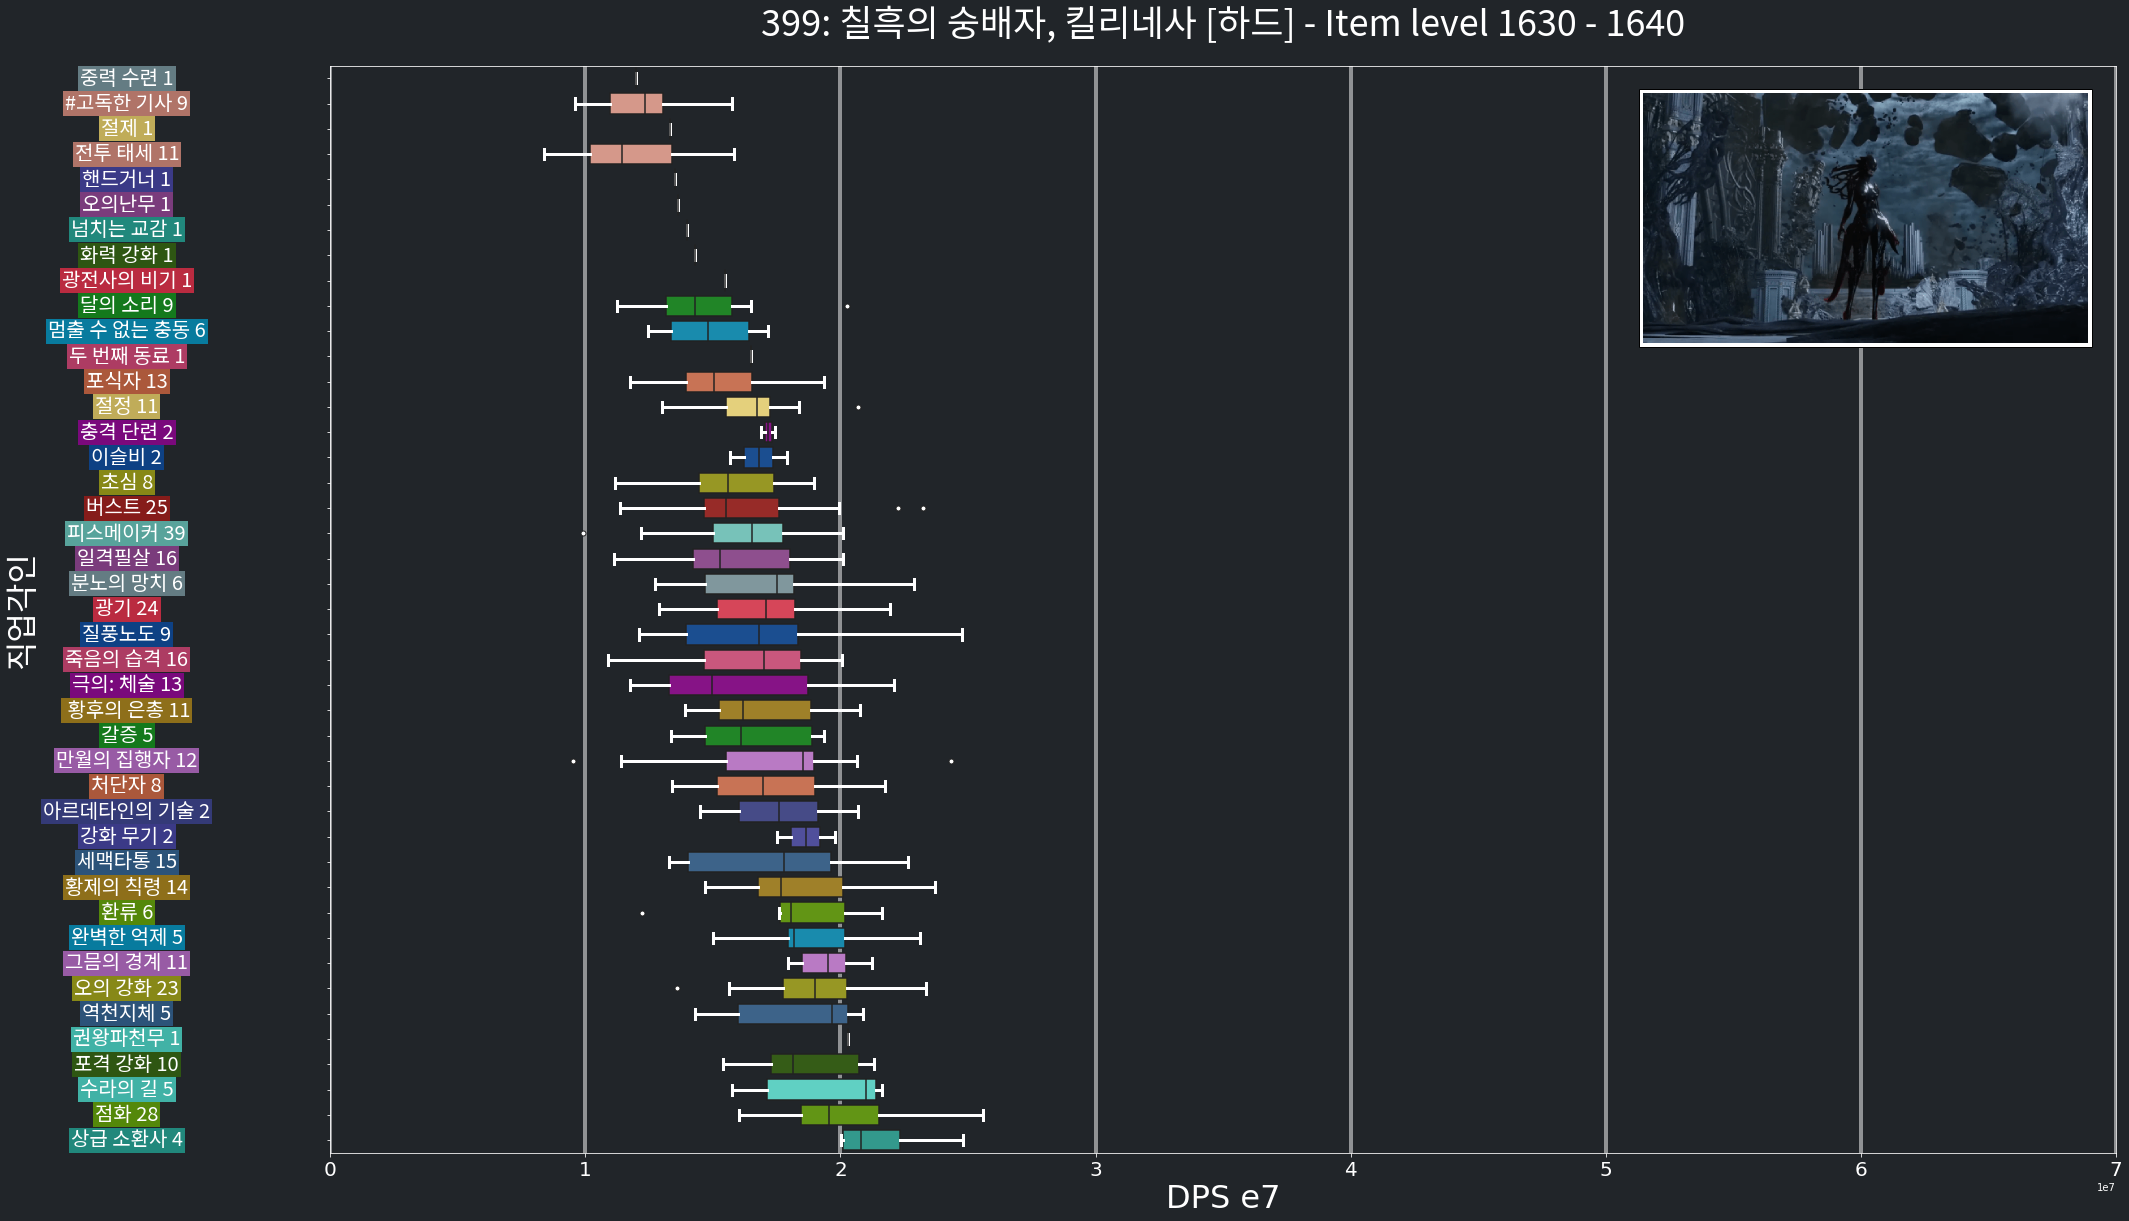 399: 칠흑의 숭배자, 킬리네사 [하드] - Item level 1630 - 1640
직업각인
중력 수련 1
#고독한 기사 9
절제 1
전투 태세 11
핸드거너 1
오의난무 1
넘치는 교감 1
화력 강화 1
광전사의 비기 1
달의 소리 9
멈출 수 없는 충동 6
두 번째 동료 1
포식자 13
절정 11
충격 단련 2
이슬비 2
초심 8
버스트 25
피스메이커 39
일격필살 16
분노의 망치 6
광기 24
질풍노도 9
죽음의 습격 16
극의: 체술 13
황후의 은총 11
갈증 5
만월의 집행자 12
처단자 8
아르데타인의 기술 2
강화 무기 2
세맥타통 15
황제의 칙령 14
환류 6
완벽한 억제 5
그믐의 경계 11
오의 강화 23
역천지체 5
권왕파천무 1
포격 강화 10
수라의 길 5
점화 28
상급 소환사 4
0 1 2 3 4 5 6 7
1e7
DPS e7